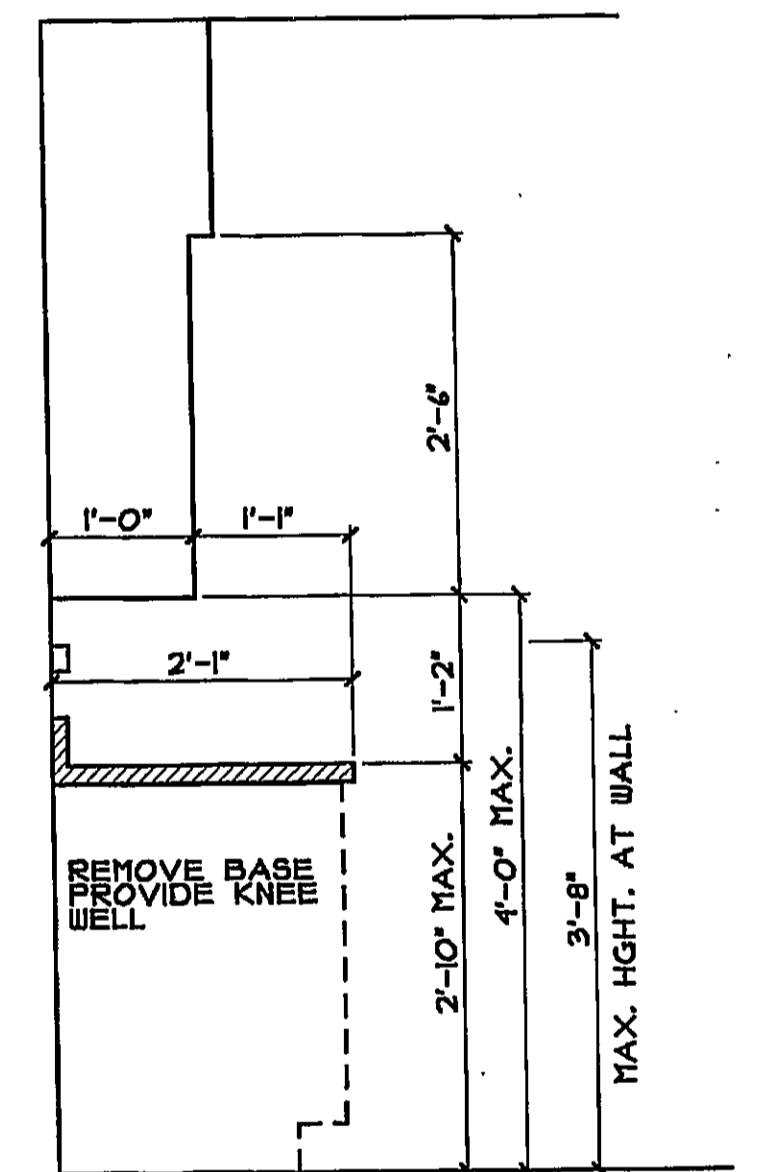 2'-6"
1'-0"
1'-1"
2'-1"
1'-2"
REMOVE BASE
PROVIDE KNEE
WELL
2'-10" MAX.
4'-0" MAX.
3'-8"
MAX. HGHT. AT WALL